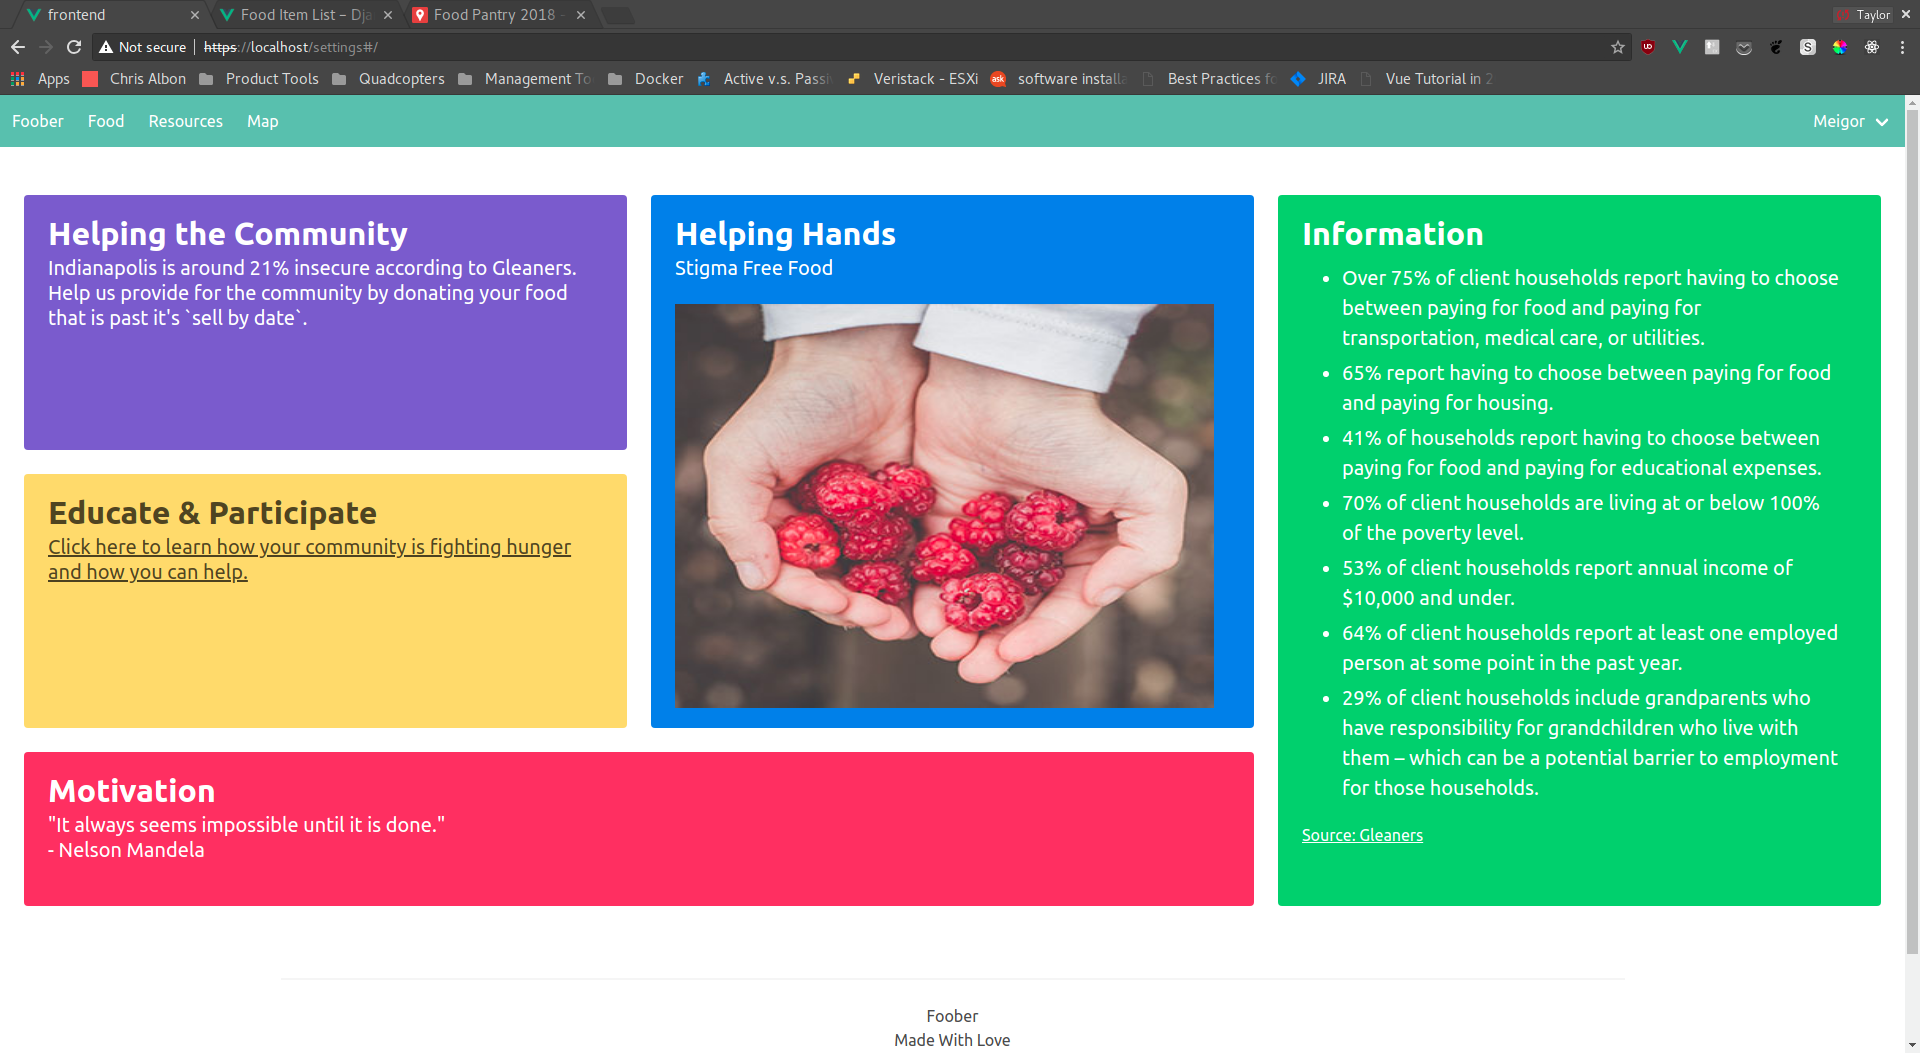 frontend
Food Item List – Dja
Food Pantry 2018 -
Taylor
Not secure
https://localhost/settings#/
Apps
Chris Albon
Product Tools
Quadcopters
Management To
Docker
Active v.s. Passi
Veristack - ESXi
ask
software installa
Best Practices fo
JIRA
Vue Tutorial in 2
Foober
Food
Resources
Map
Meigor
Helping the Community
Indianapolis is around 21% insecure according to Gleaners.
Help us provide for the community by donating your food
that is past it's `sell by date`.
Educate & Participate
Click here to learn how your community is fighting hunger
and how you can help.
Helping Hands
Stigma Free Food
Motivation
"It always seems impossible until it is done."
- Nelson Mandela
Information
Over 75% of client households report having to choose
between paying for food and paying for
transportation, medical care, or utilities.
65% report having to choose between paying for food
and paying for housing.
41% of households report having to choose between
paying for food and paying for educational expenses.
70% of client households are living at or below 100%
of the poverty level.
53% of client households report annual income of
$10,000 and under.
64% of client households report at least one employed
person at some point in the past year.
29% of client households include grandparents who
have responsibility for grandchildren who live with
them – which can be a potential barrier to employment
for those households.
Source: Gleaners
Foober
Made With Love